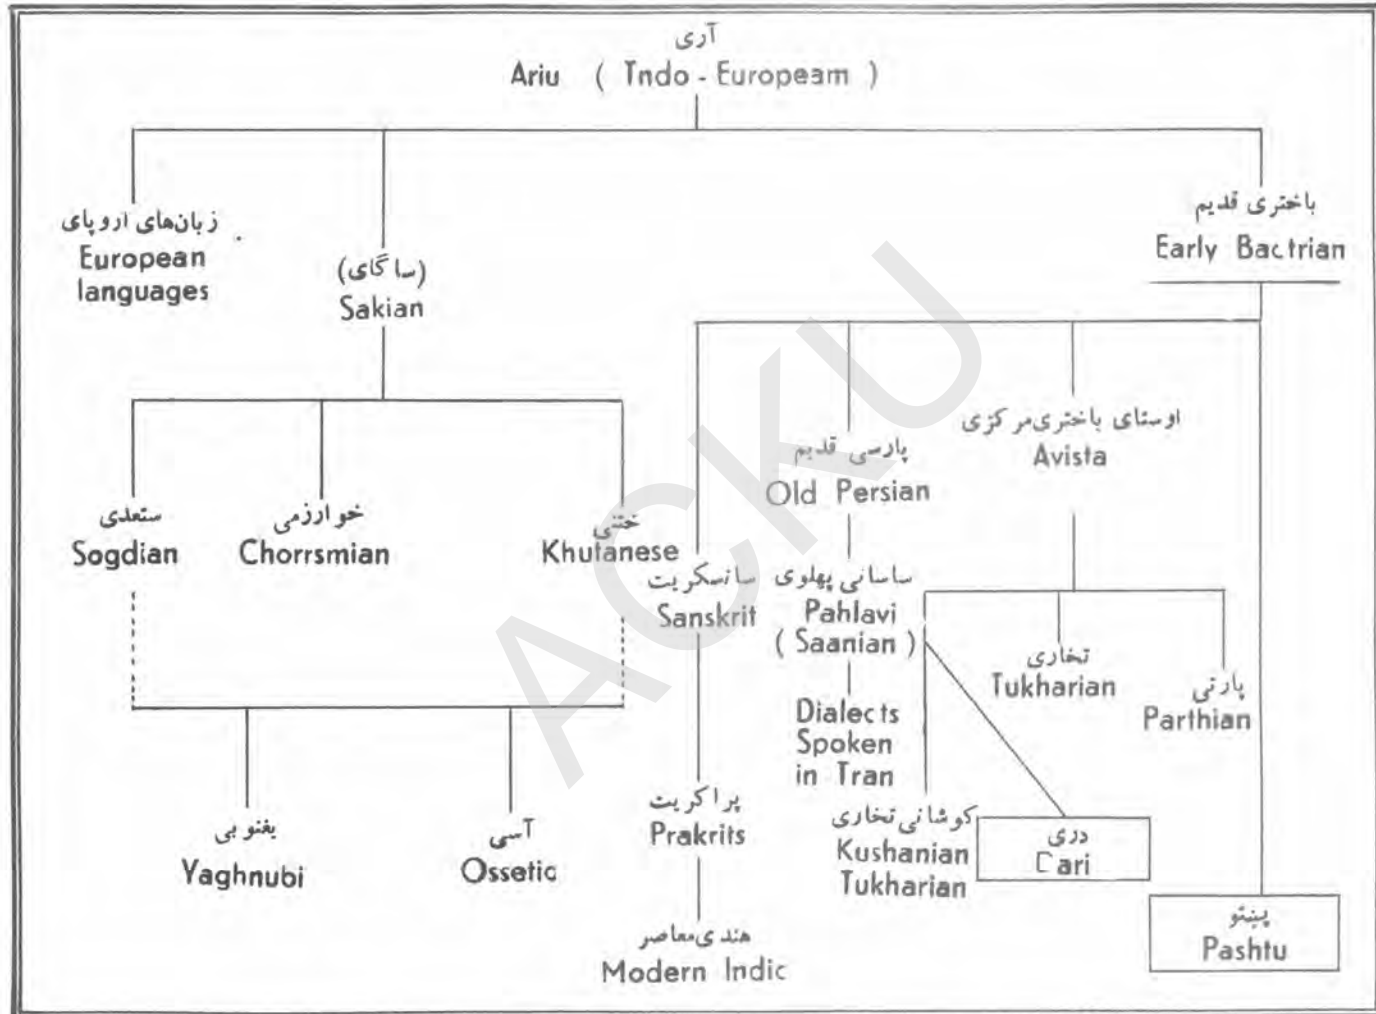 آری
Ariu ( Tndo - Europeam )
زبان‌های اروپای
European
languages
(سا گای)
Sakian
باختری قدیم
Early Bactrian
ستعدی
Sogdian
خوارزمی
Chorrsmian
ختنی
Khutanese
سانسکریت
Sanskrit
پارسی قدیم
Old Persian
اوستای باختری مرکزی
Avista
ساسانی پهلوی
Pahlavi
( Saanian )
Dialects
Spoken
in Tran
تخاری
Tukharian
پارتی
Parthian
یغنوبی
Yaghnubi
آسی
Ossetic
پراکریت
Prakrits
کوشانی تخاری
Kushanian
Tukharian
دری
Dari
پښتو
Pashtu
هندی معاصر
Modern Indic
ACKU